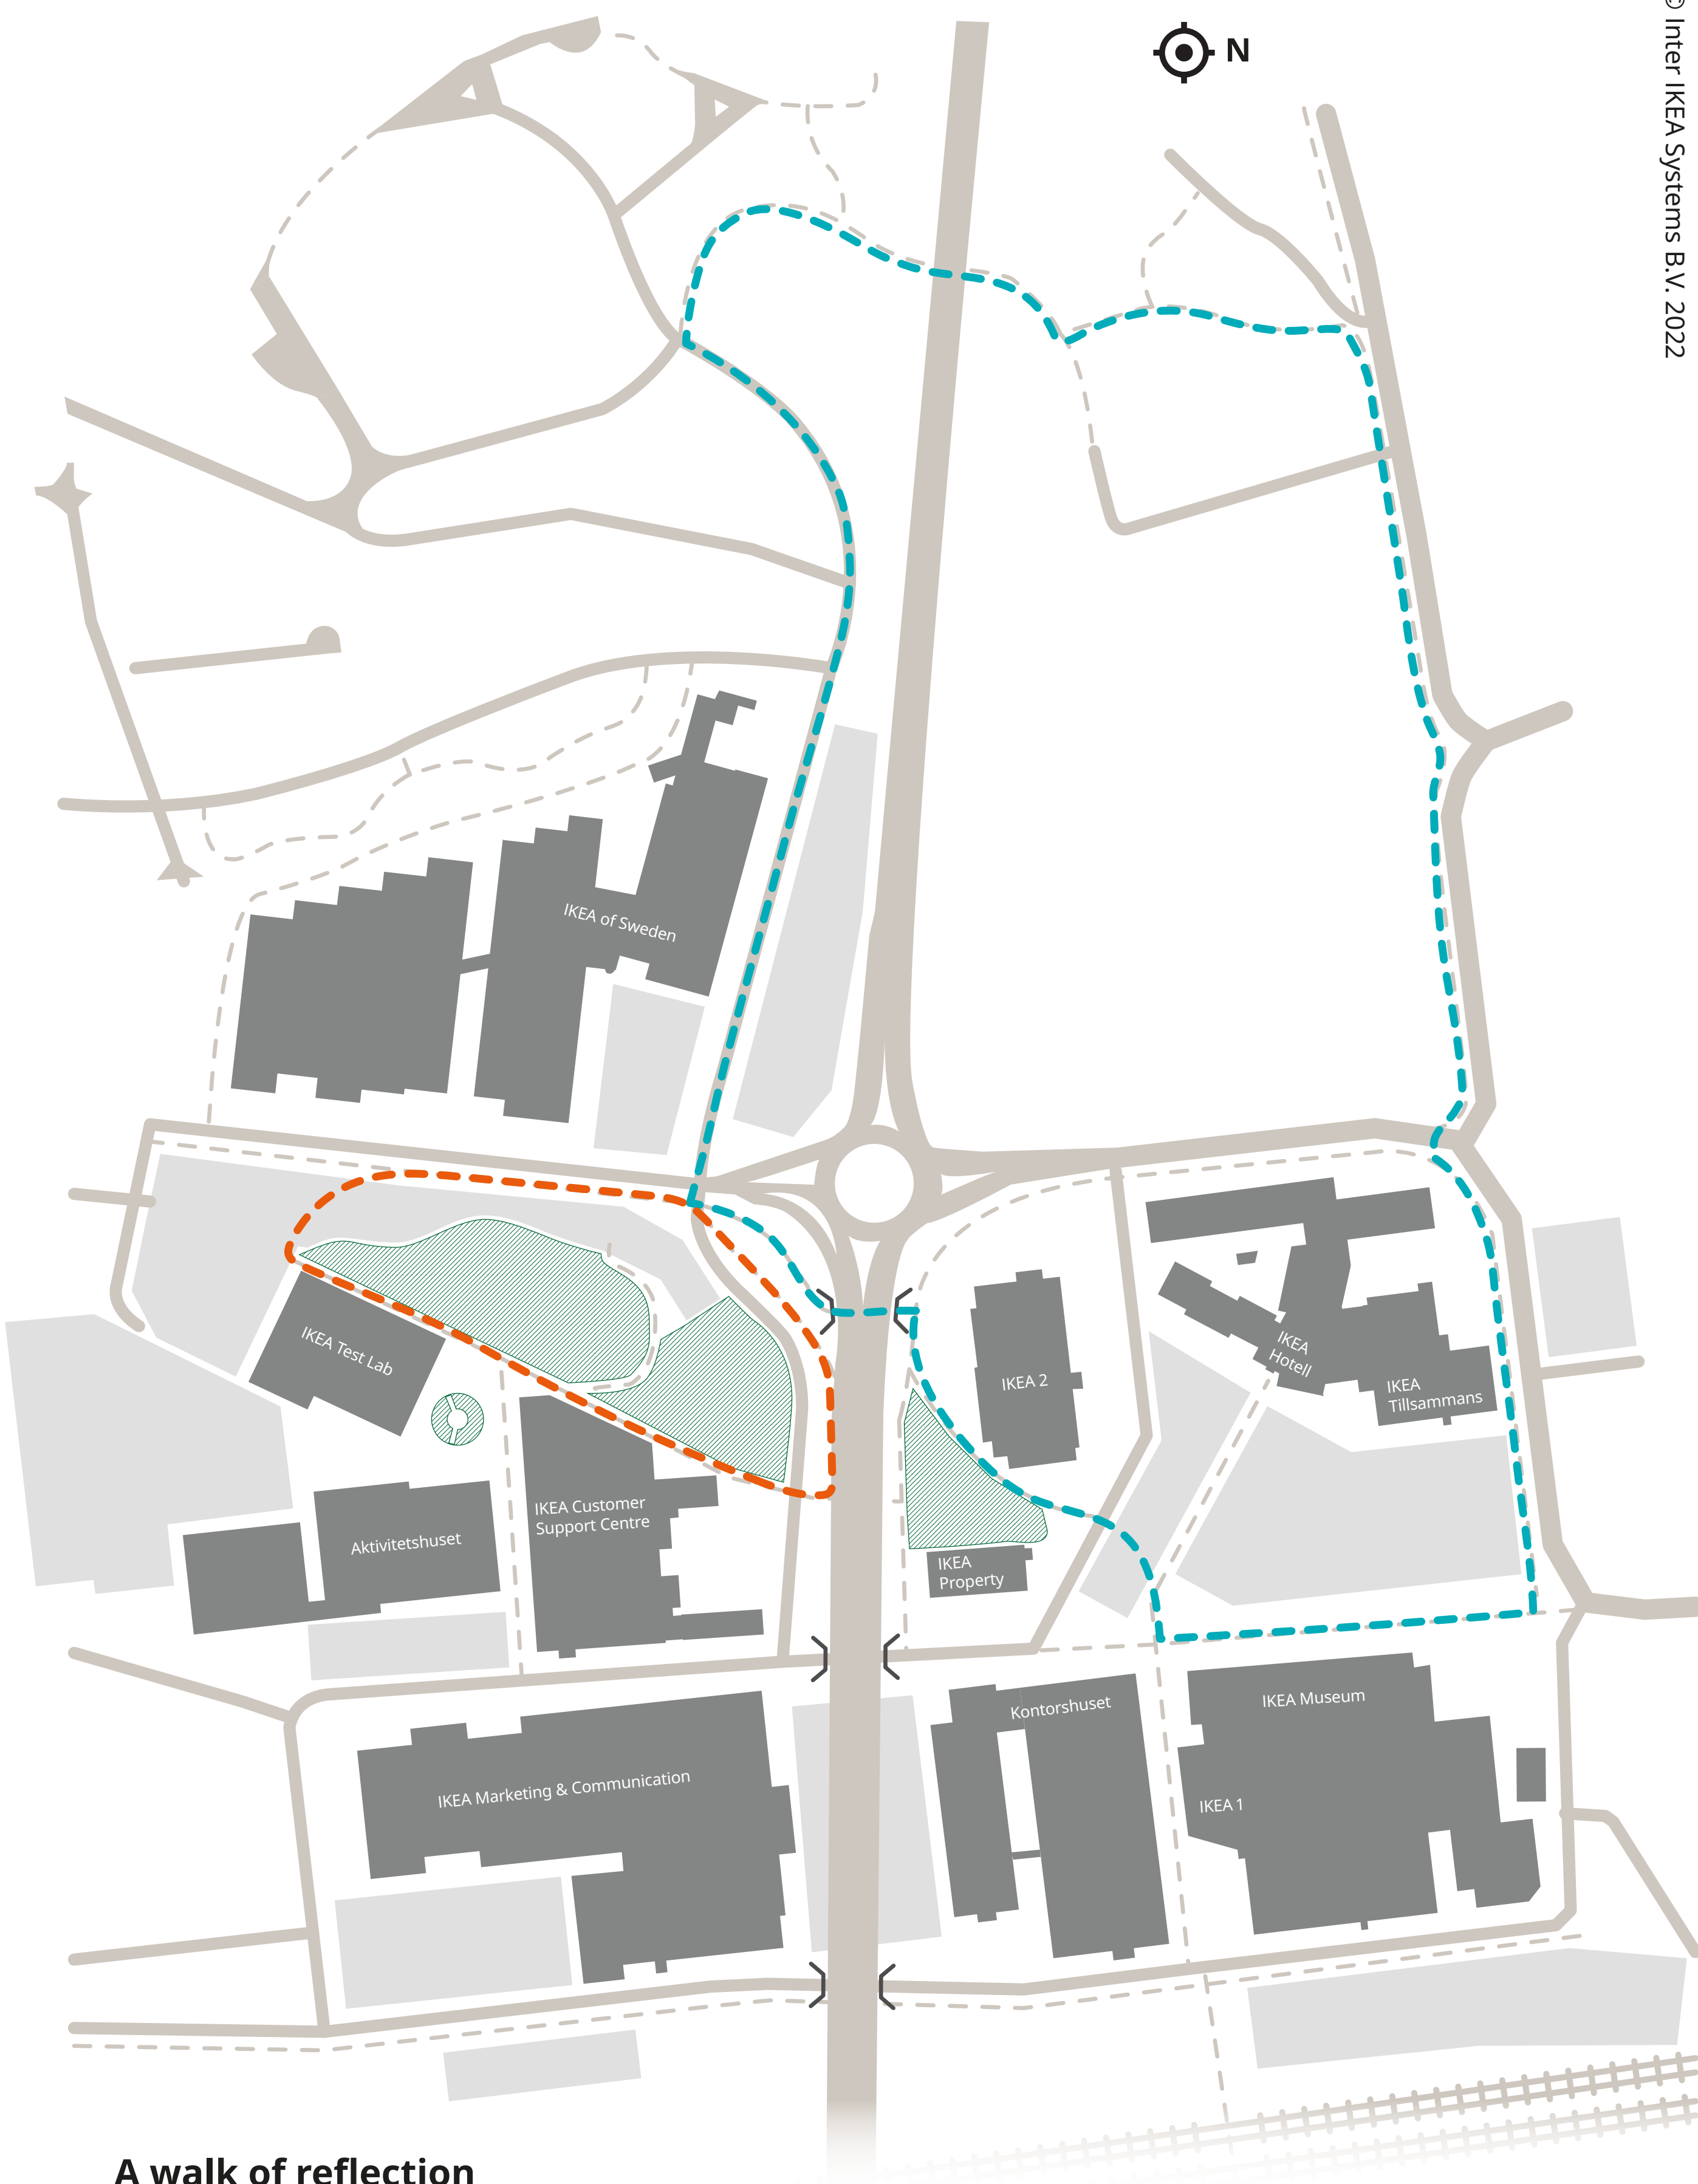 N
© Inter IKEA Systems B.V. 2022
IKEA of Sweden
IKEA Test Lab
IKEA 2
IKEA
Hotell
IKEA
Tillsammans
IKEA Customer
Support Centre
Aktivitetshuset
IKEA
Property
Kontorshuset
IKEA Museum
IKEA Marketing & Communication
IKEA 1
A walk of reflection